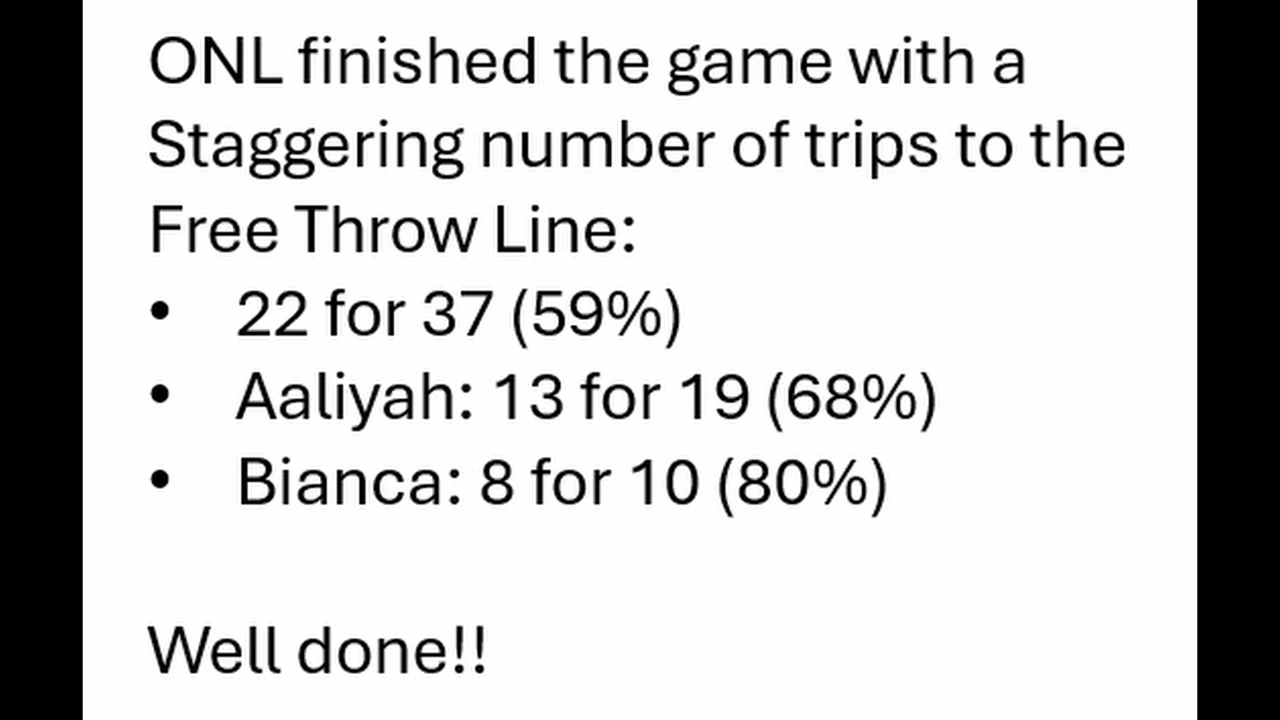 ONL finished the game with a
Staggering number of trips to the
Free Throw Line:
• 22 for 37 (59%)
• Aaliyah: 13 for 19 (68%)
• Bianca: 8 for 10 (80%)
Well done!!